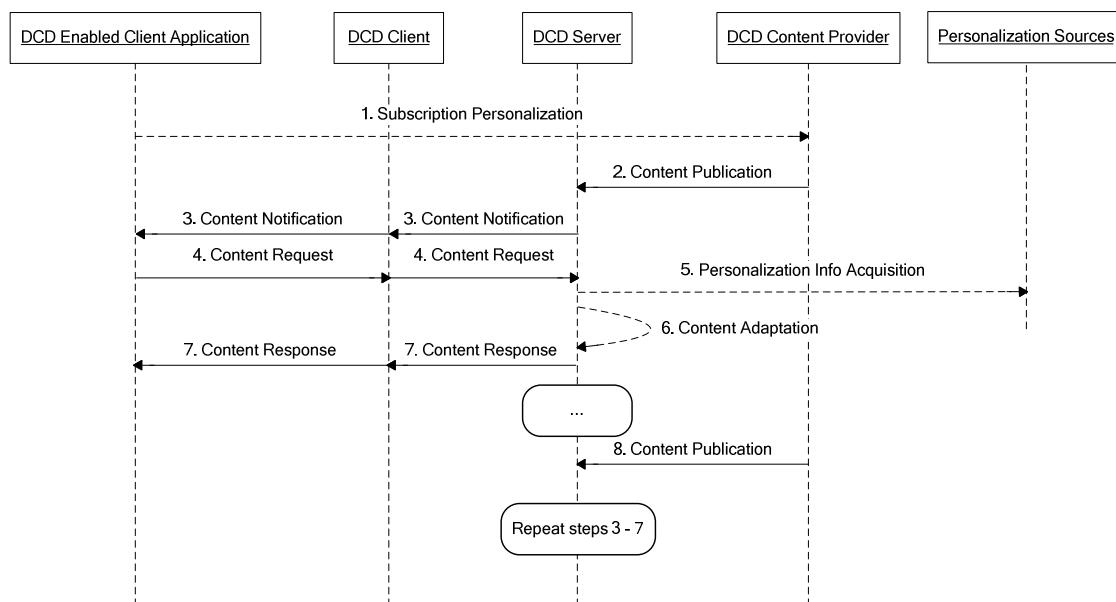 DCD Enabled Client Application
DCD Client
DCD Server
DCD Content Provider
Personalization Sources
1. Subscription Personalization
2. Content Publication
3. Content Notification
3. Content Notification
4. Content Request
4. Content Request
5. Personalization Info Acquisition
6. Content Adaptation
7. Content Response
7. Content Response
...
8. Content Publication
Repeat steps 3 - 7